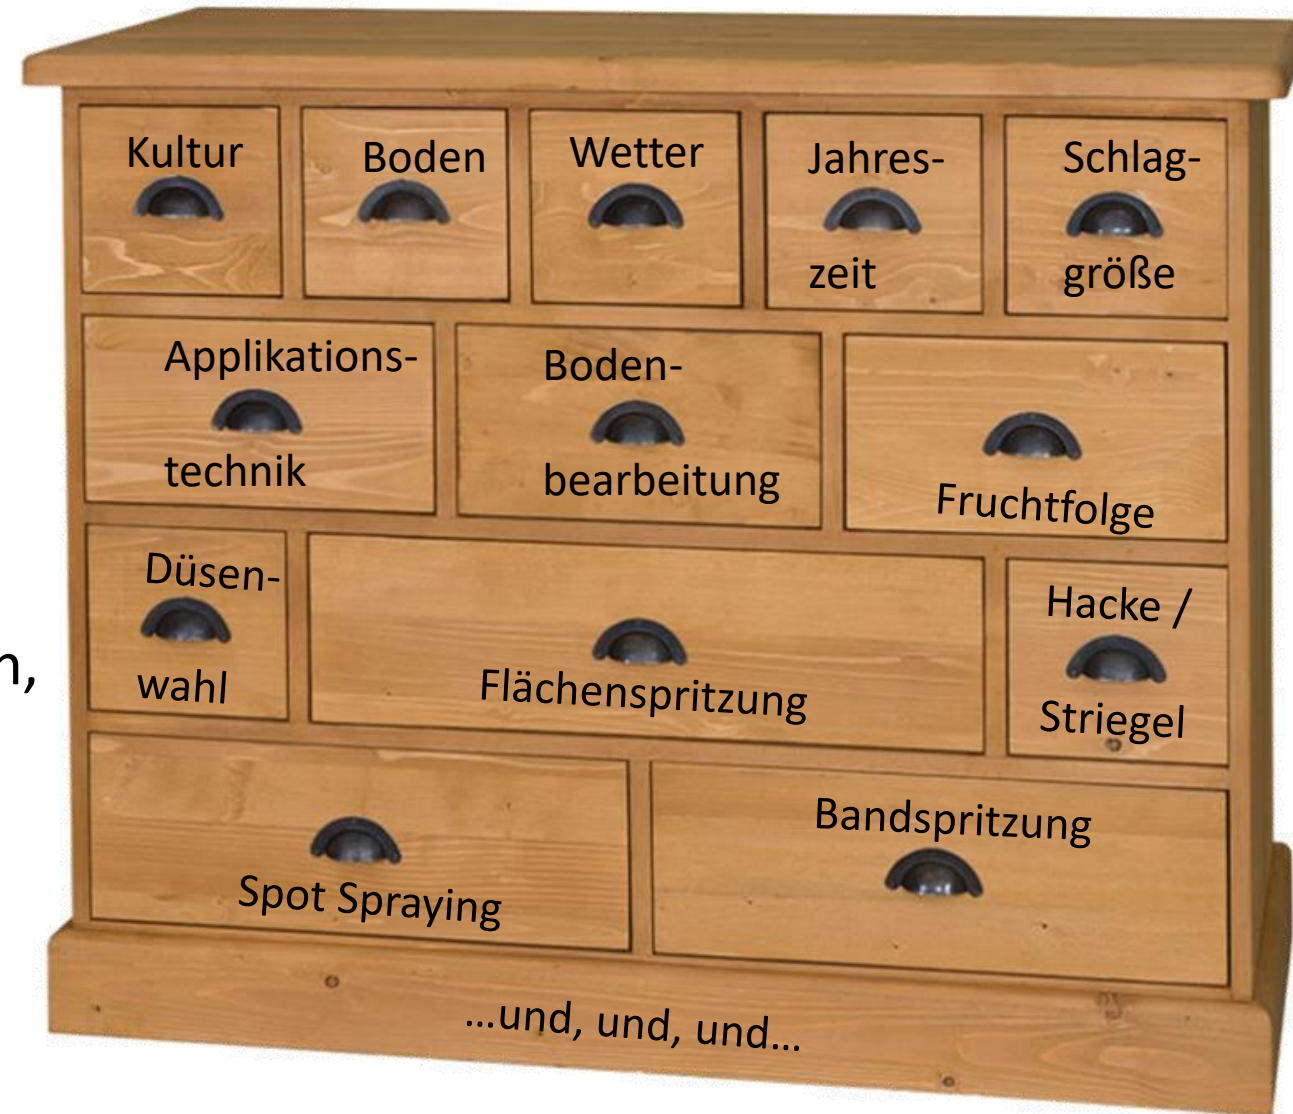 Kultur
Boden
Wetter
Jahres-
zeit
Schlag-
größe
Applikations-
technik
Boden-
bearbeitung
Fruchtfolge
Düsen-
wahl
Flächenspritzung
Hacke /
Striegel
n,
Spot Spraying
Bandspritzung
...und, und, und...